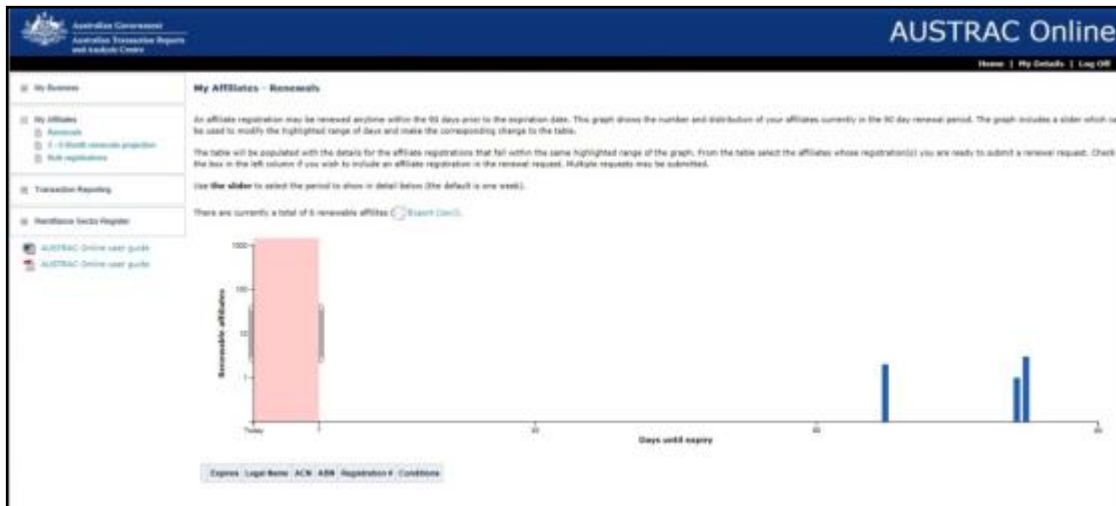 Australian Government
Australian Transaction Reports
and Analysis Centre
AUSTRAC Online
Home | My Details | Log Off
My Business
My Affiliates
Renewals
month renewals projection
Bulk registrations
Transaction Reporting
Remittance Sector Register
AUSTRAC Online user guide
AUSTRAC Online user guide
My Affiliates - Renewals
An affiliate registration may be renewed anytime within the 90 days prior to the expiration date. This graph shows the number and distribution of your affiliates currently in the 90 day renewal period. The graph includes a slider which ca
be used to modify the highlighted range of days and make the corresponding change to the table.
The table will be populated with the details for the affiliate registrations that fall within the same highlighted range of the graph. From the table select the affiliates whose registration(s) you are ready to submit a renewal request. Check
the box in the left column if you wish to include an affiliate registration in the renewal request. Multiple requests may be submitted.
Use the slider to select the period to show in detail below (the default is one week).
There are currently a total of 6 renewable affilites (Export (csv)).
Renewable affiliates
1000
100
10
1
Today
7
Days until expiry
Expires Legal Name ACN ABN Registration # Conditions